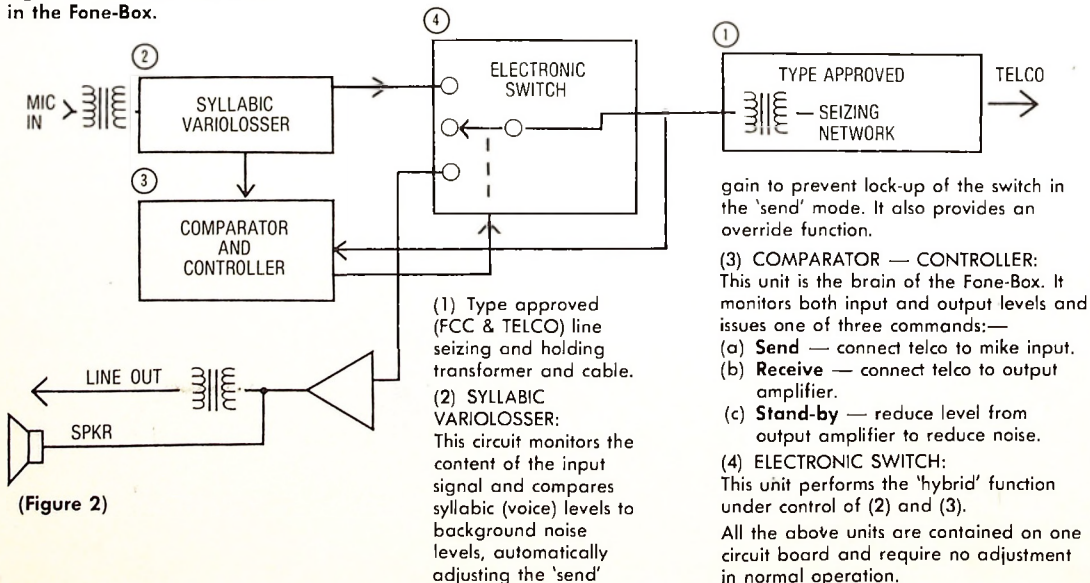 in the Fone-Box.
(2)
MIC
IN
SYLLABIC
VARIOLOSSER
(3)
COMPARATOR
AND
CONTROLLER
(4)
ELECTRONIC
SWITCH
(1)
TYPE APPROVED
SEIZING
NETWORK
TELCO
LINE OUT
SPKR
(Figure 2)
(1) Type approved
(FCC & TELCO) line
seizing and holding
transformer and cable.
(2) SYLLABIC
VARIOLOSSER:
This circuit monitors the
content of the input
signal and compares
syllabic (voice) levels to
background noise
levels, automatically
adjusting the 'send'
gain to prevent lock-up of the switch in
the 'send' mode. It also provides an
override function.
(3) COMPARATOR — CONTROLLER:
This unit is the brain of the Fone-Box. It
monitors both input and output levels and
issues one of three commands:—
(a) Send — connect telco to mike input.
(b) Receive — connect telco to output
amplifier.
(c) Stand-by — reduce level from
output amplifier to reduce noise.
(4) ELECTRONIC SWITCH:
This unit performs the 'hybrid' function
under control of (2) and (3).
All the above units are contained on one
circuit board and require no adjustment
in normal operation.